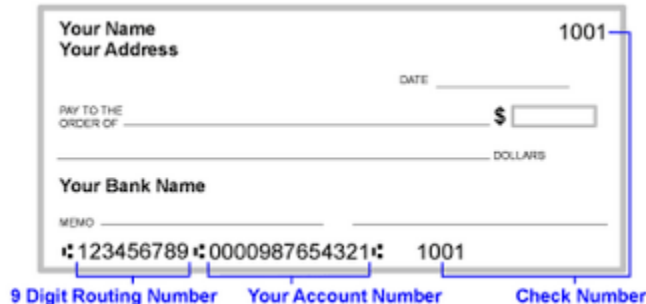 Your Name 1001
Your Address
DATE
PAY TO THE
ORDER OF $
DOLLARS
Your Bank Name
MEMO
⑆123456789⑆0000987654321⑆ 1001
9 Digit Routing Number Your Account Number Check Number